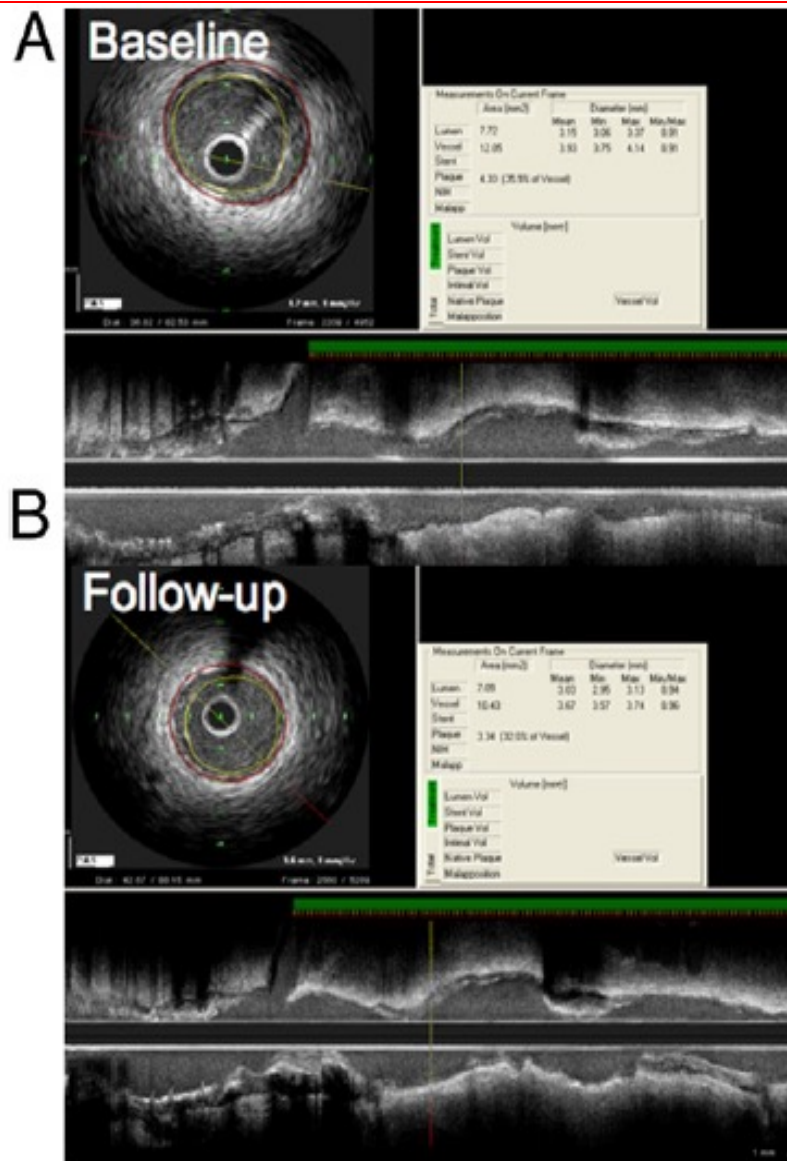 A
Baseline
Measurements On Current Frame
Area (mm2) Diameter (mm)
Mean Min Max Min/Max
Lumen 7.72 3.15 3.06 3.37 0.91
Vessel 12.05 3.93 3.75 4.14 0.91
Stent
Plaque 4.33 (35.9% of Vessel)
NIH
Malapp
Volume [mm3]
Treatment
Lumen Vol
Stent Vol
Plaque Vol
Intimal Vol
Total
Native Plaque Vessel Vol
Malapposition
B
Follow-up
Measurements On Current Frame
Area (mm2) Diameter (mm)
Mean Min Max Min/Max
Lumen 7.09 3.03 2.95 3.13 0.94
Vessel 10.43 3.67 3.57 3.74 0.96
Stent
Plaque 3.34 (32.0% of Vessel)
NIH
Malapp
Volume [mm3]
Treatment
Lumen Vol
Stent Vol
Plaque Vol
Intimal Vol
Total
Native Plaque Vessel Vol
Malapposition
1 mm